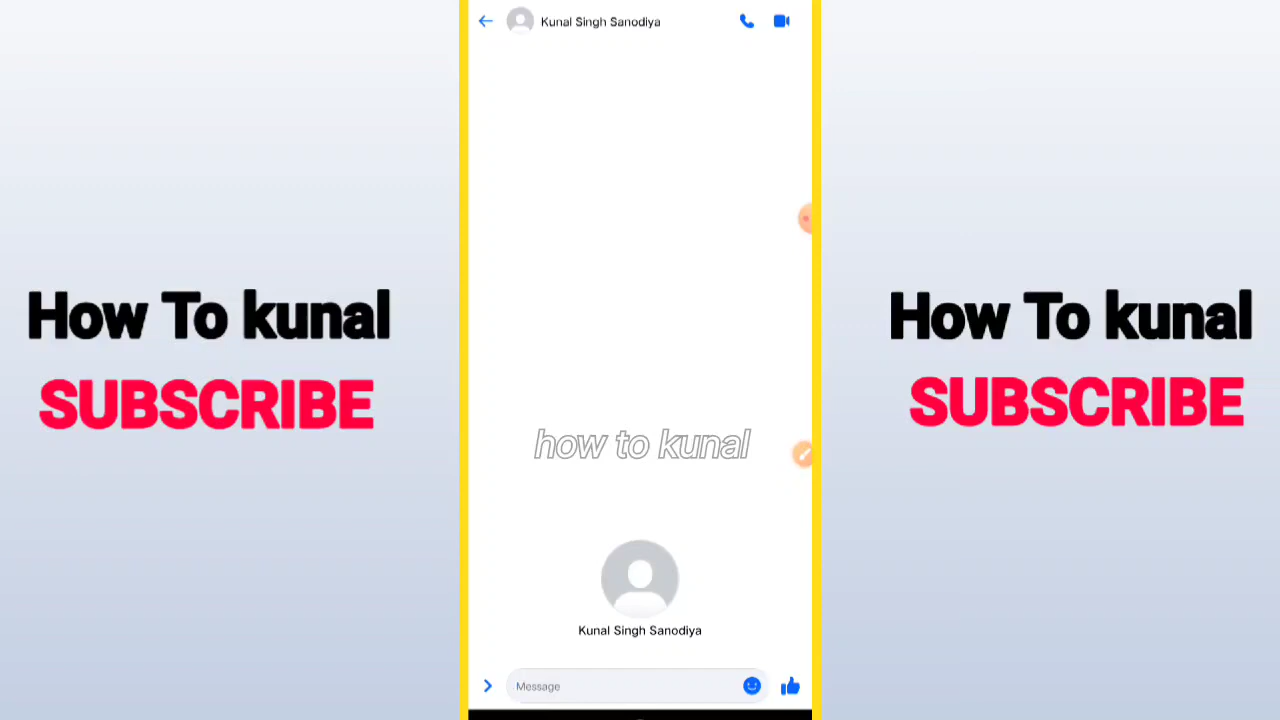 Kunal Singh Sanodiya
How To kunal
SUBSCRIBE
how to kunal
Kunal Singh Sanodiya
Message
How To kunal
SUBSCRIBE